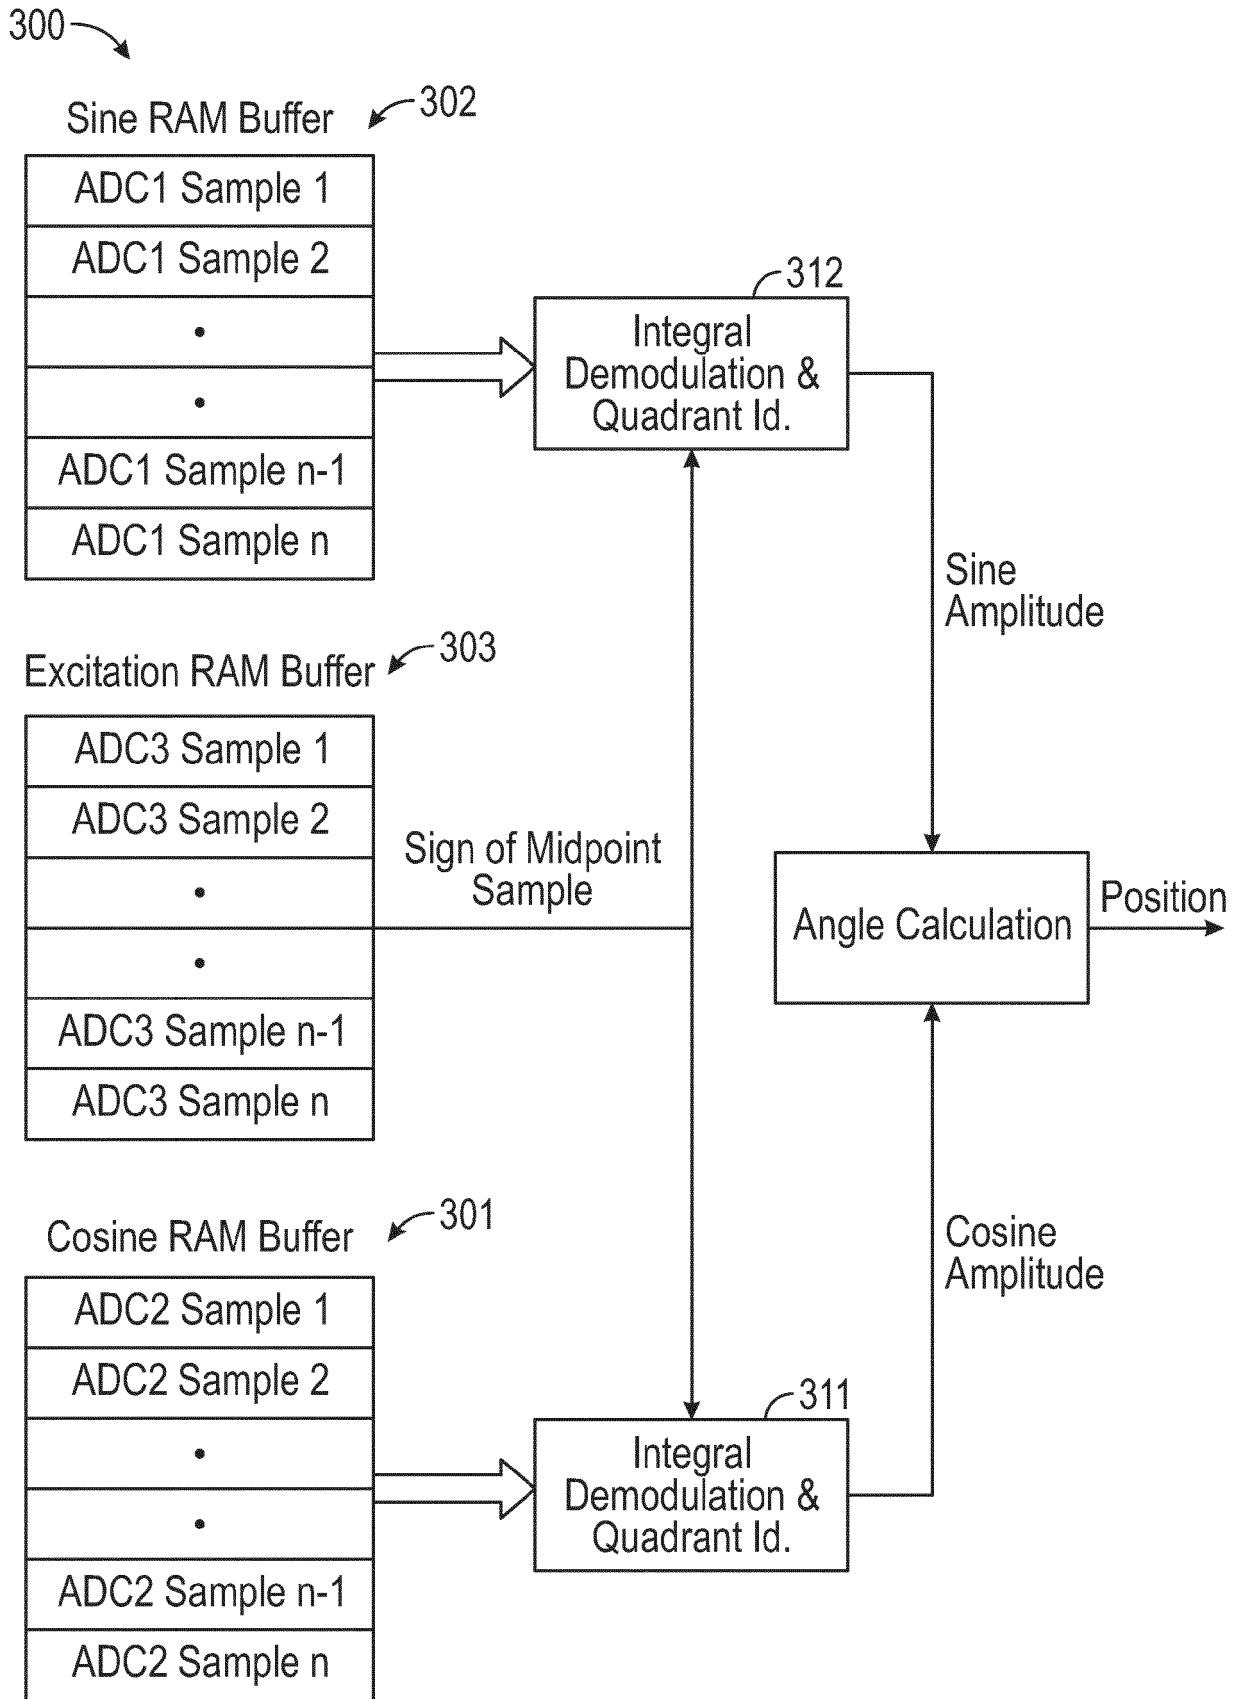 300
Sine RAM Buffer
302
ADC1 Sample 1
ADC1 Sample 2
•
•
ADC1 Sample n-1
ADC1 Sample n
312
Integral
Demodulation &
Quadrant Id.
Sine
Amplitude
Excitation RAM Buffer
303
ADC3 Sample 1
ADC3 Sample 2
•
•
ADC3 Sample n-1
ADC3 Sample n
Sign of Midpoint
Sample
Angle Calculation
Position
Cosine RAM Buffer
301
ADC2 Sample 1
ADC2 Sample 2
•
•
ADC2 Sample n-1
ADC2 Sample n
311
Integral
Demodulation &
Quadrant Id.
Cosine
Amplitude